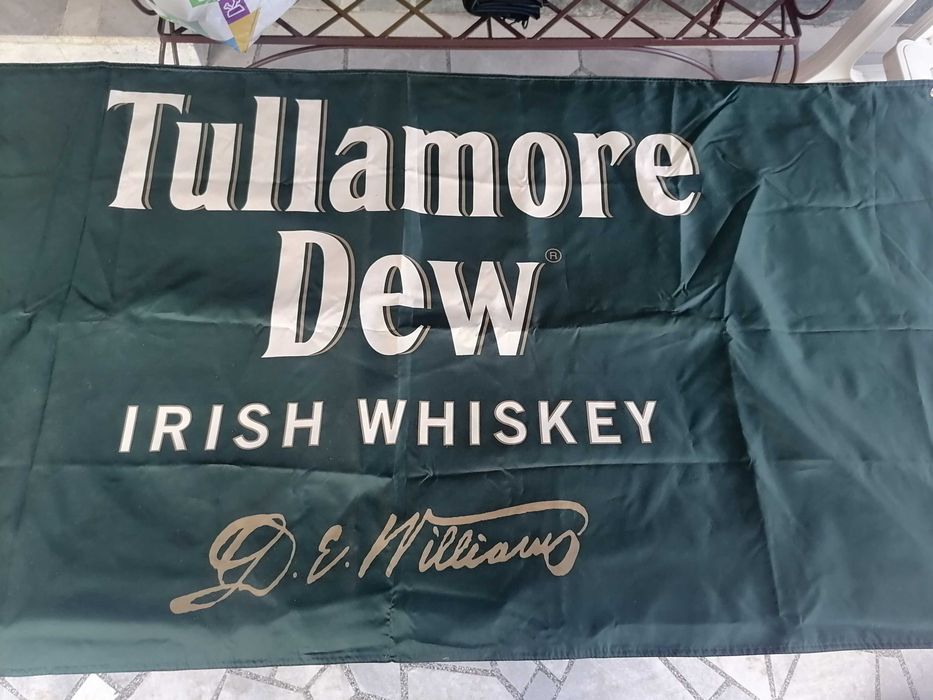 Tullamore
Dew®
IRISH WHISKEY
D. E. Williams